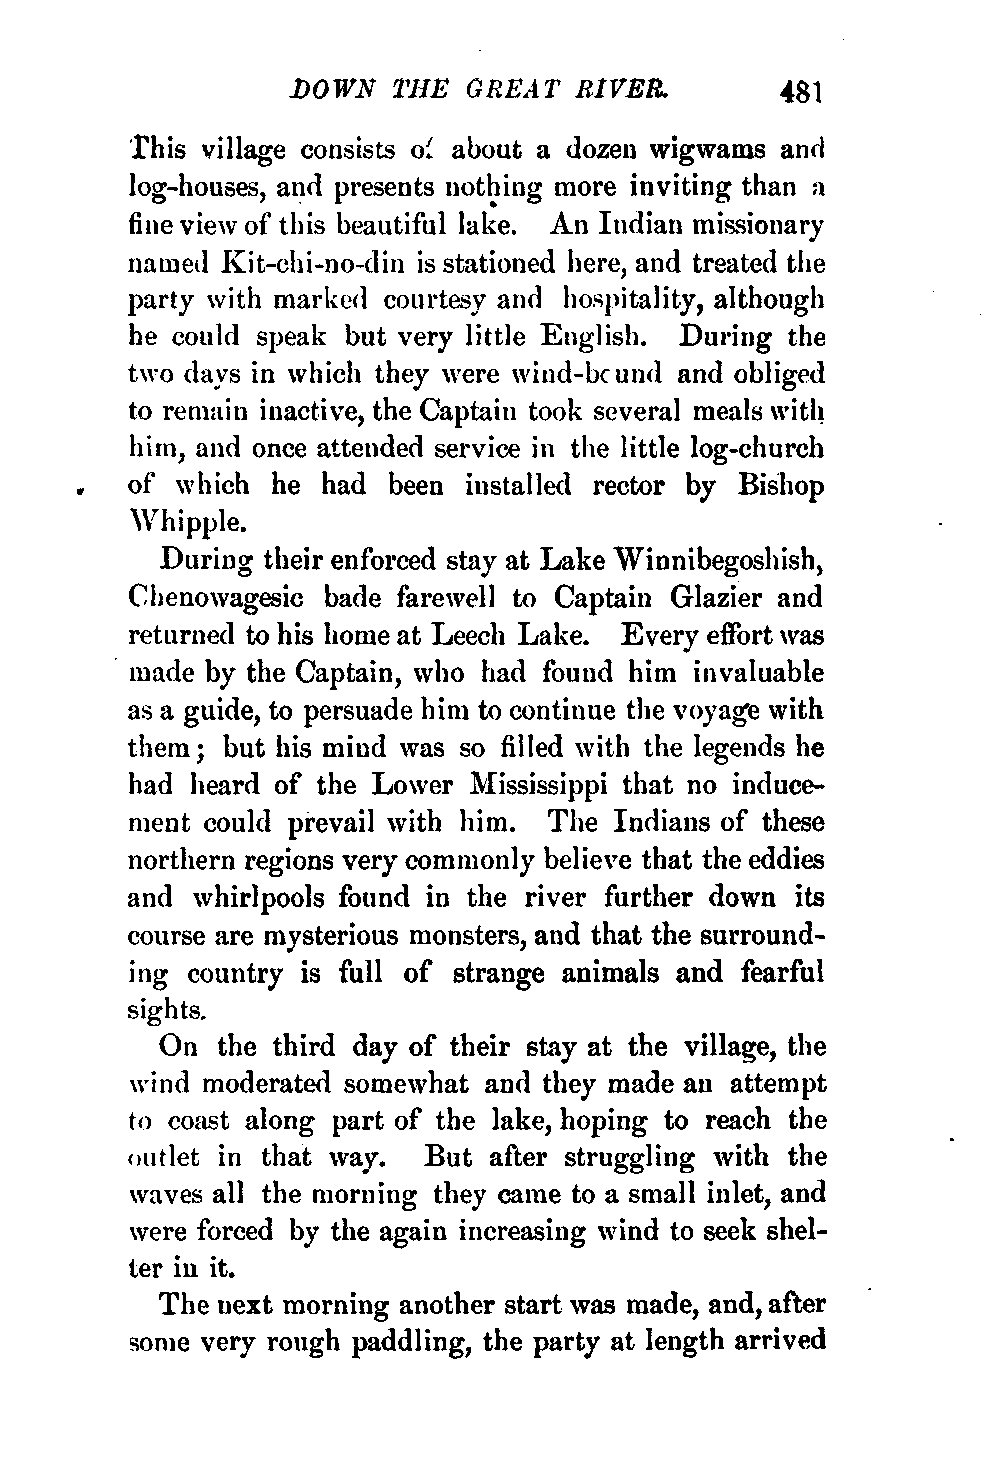 DOWN THE GREAT RIVER. 481
This village consists of about a dozen wigwams and
log-houses, and presents nothing more inviting than a
fine view of this beautiful lake. An Indian missionary
named Kit-chi-no-din is stationed here, and treated the
party with marked courtesy and hospitality, although
he could speak but very little English. During the
two days in which they were wind-bound and obliged
to remain inactive, the Captain took several meals with
him, and once attended service in the little log-church
of which he had been installed rector by Bishop
Whipple.
During their enforced stay at Lake Winnibegoshish,
Chenowagesic bade farewell to Captain Glazier and
returned to his home at Leech Lake. Every effort was
made by the Captain, who had found him invaluable
as a guide, to persuade him to continue the voyage with
them; but his mind was so filled with the legends he
had heard of the Lower Mississippi that no induce-
ment could prevail with him. The Indians of these
northern regions very commonly believe that the eddies
and whirlpools found in the river further down its
course are mysterious monsters, and that the surround-
ing country is full of strange animals and fearful
sights.
On the third day of their stay at the village, the
wind moderated somewhat and they made an attempt
to coast along part of the lake, hoping to reach the
outlet in that way. But after struggling with the
waves all the morning they came to a small inlet, and
were forced by the again increasing wind to seek shel-
ter in it.
The next morning another start was made, and, after
some very rough paddling, the party at length arrived